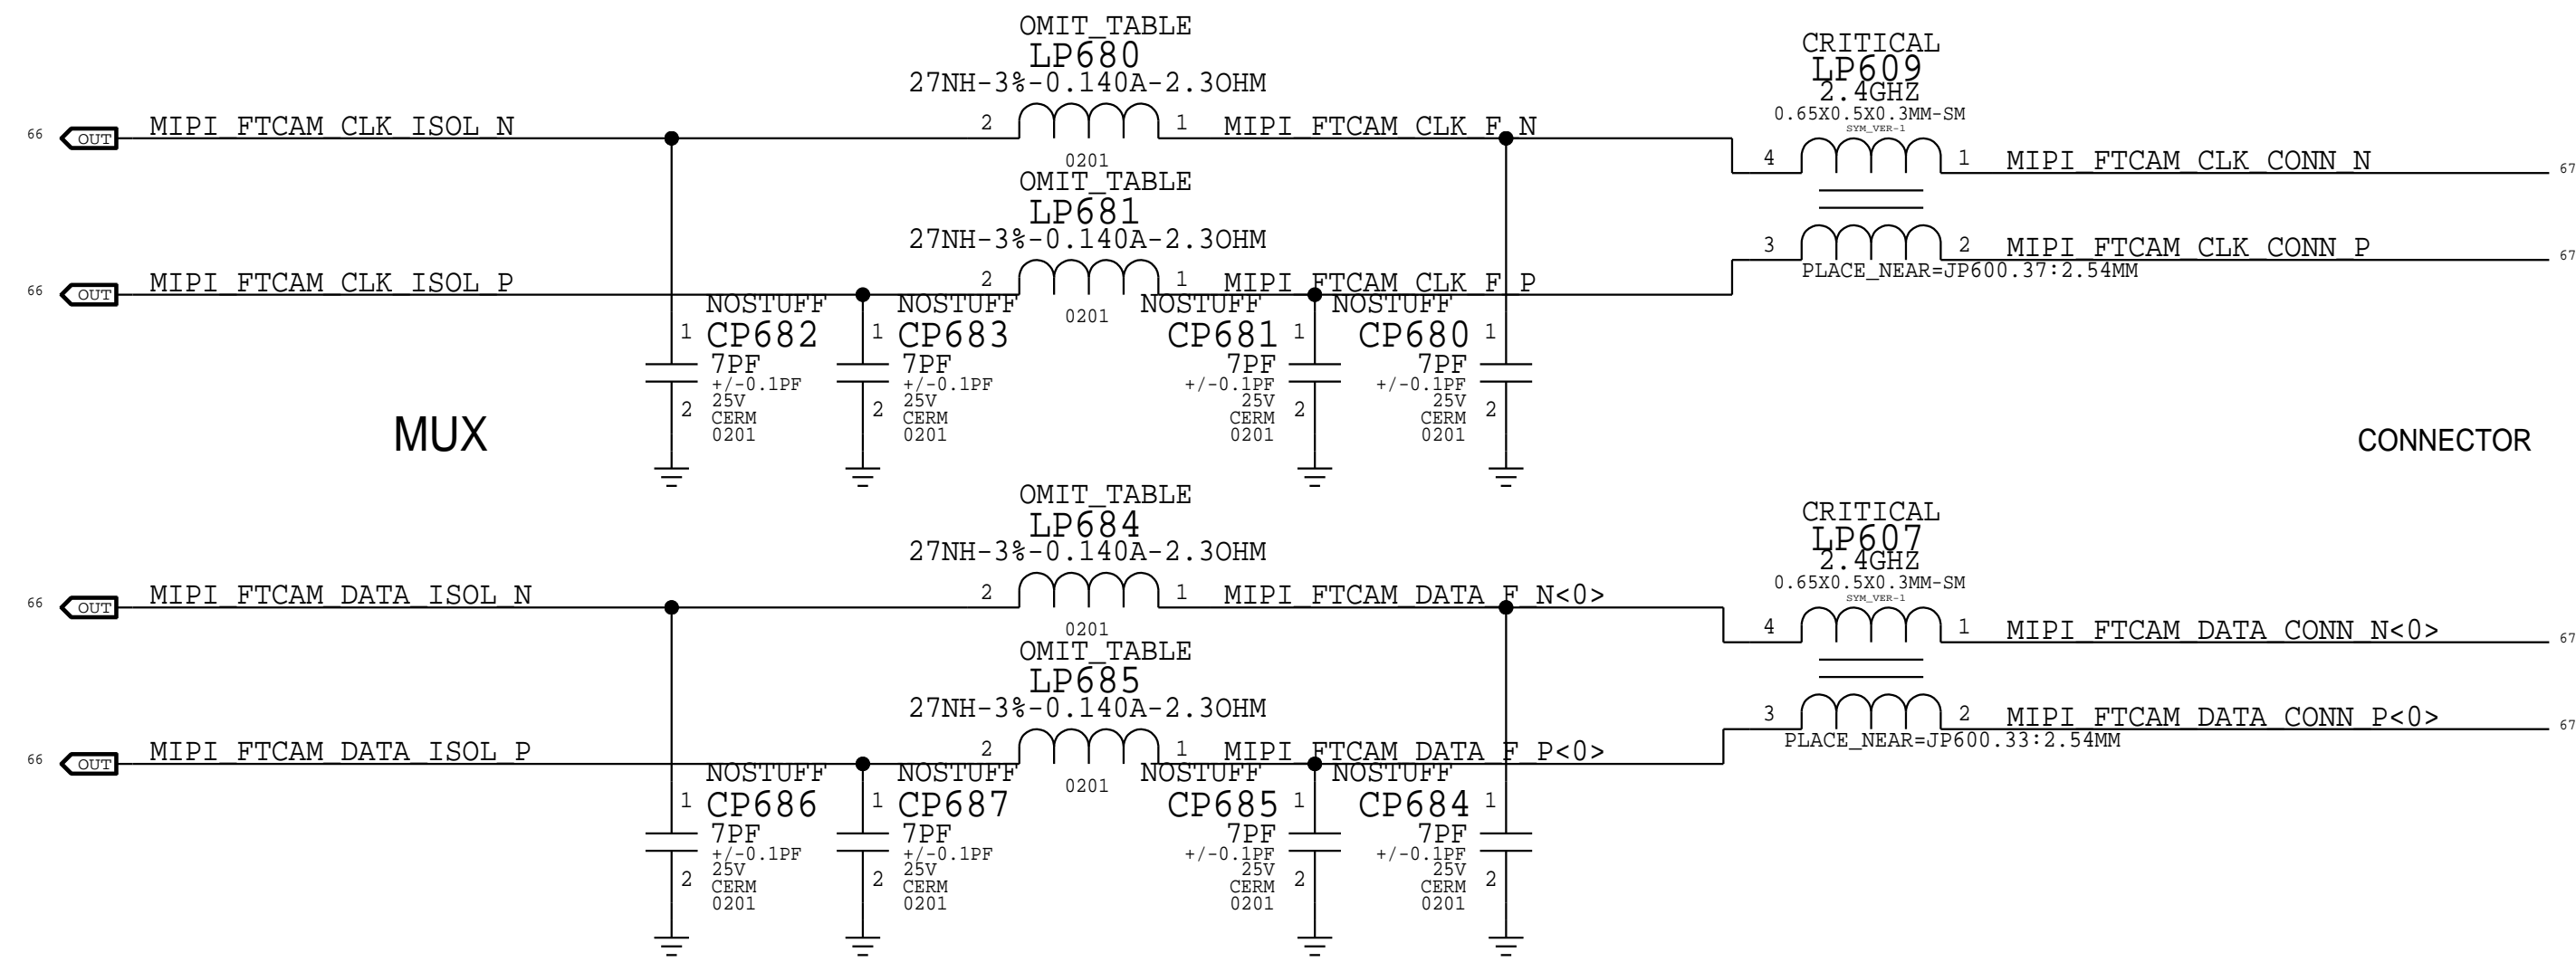 OMIT_TABLE
LP680
27NH-3%-0.140A-2.3OHM
66 OUT MIPI_FTCAM_CLK_ISOL_N 2 1 MIPI_FTCAM_CLK_F_N
0201
CRITICAL
LP609
2.4GHZ
0.65X0.5X0.3MM-SM
SYM_VER-1
4 1 MIPI_FTCAM_CLK_CONN_N 67
3 2 MIPI_FTCAM_CLK_CONN_P 67
PLACE_NEAR=JP600.37:2.54MM
OMIT_TABLE
LP681
27NH-3%-0.140A-2.3OHM
66 OUT MIPI_FTCAM_CLK_ISOL_P 2 1 MIPI_FTCAM_CLK_F_P
0201
NOSTUFF NOSTUFF NOSTUFF NOSTUFF
1 CP682 1 CP683 CP681 1 CP680 1
7PF 7PF 7PF 7PF
+/-0.1PF +/-0.1PF +/-0.1PF +/-0.1PF
25V 25V 25V 25V
2 CERM 2 CERM CERM 2 CERM 2
0201 0201 0201 0201
MUX CONNECTOR
OMIT_TABLE
LP684
27NH-3%-0.140A-2.3OHM
66 OUT MIPI_FTCAM_DATA_ISOL_N 2 1 MIPI_FTCAM_DATA_F_N<0>
0201
CRITICAL
LP607
2.4GHZ
0.65X0.5X0.3MM-SM
SYM_VER-1
4 1 MIPI_FTCAM_DATA_CONN_N<0> 67
3 2 MIPI_FTCAM_DATA_CONN_P<0> 67
PLACE_NEAR=JP600.33:2.54MM
OMIT_TABLE
LP685
27NH-3%-0.140A-2.3OHM
66 OUT MIPI_FTCAM_DATA_ISOL_P 2 1 MIPI_FTCAM_DATA_F_P<0>
0201
NOSTUFF NOSTUFF NOSTUFF NOSTUFF
1 CP686 1 CP687 CP685 1 CP684 1
7PF 7PF 7PF 7PF
+/-0.1PF +/-0.1PF +/-0.1PF +/-0.1PF
25V 25V 25V 25V
2 CERM 2 CERM CERM 2 CERM 2
0201 0201 0201 0201